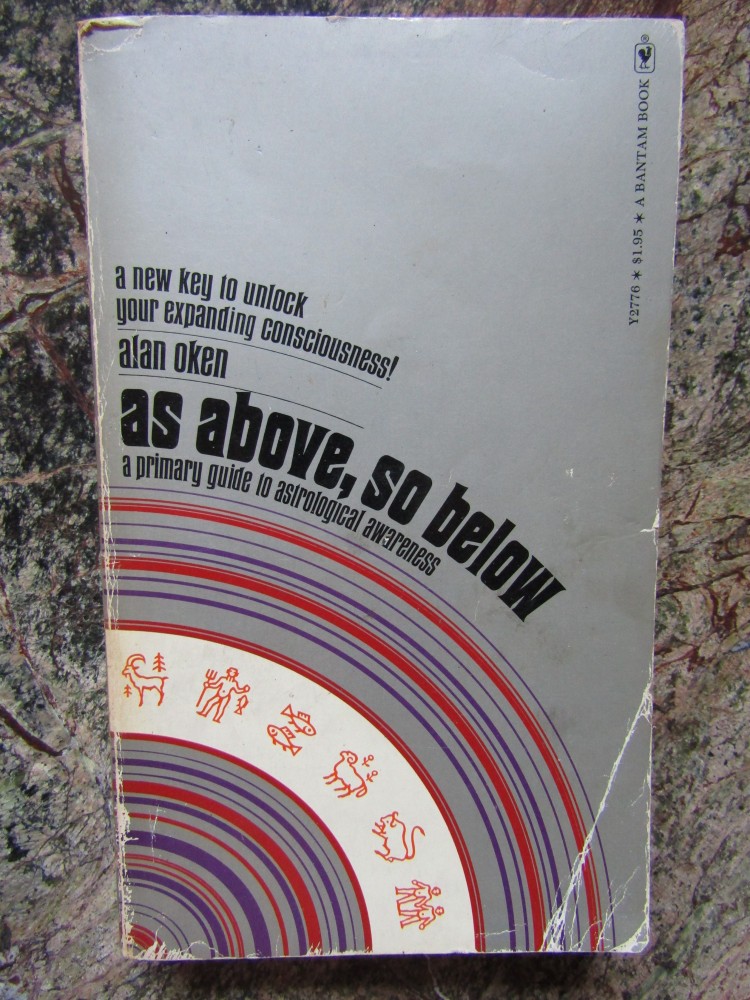 a new key to unlock
your expanding consciousness!
alan oken
as above, so below
a primary guide to astrological awareness
Y2776 * $1.95 * A BANTAM BOOK ®